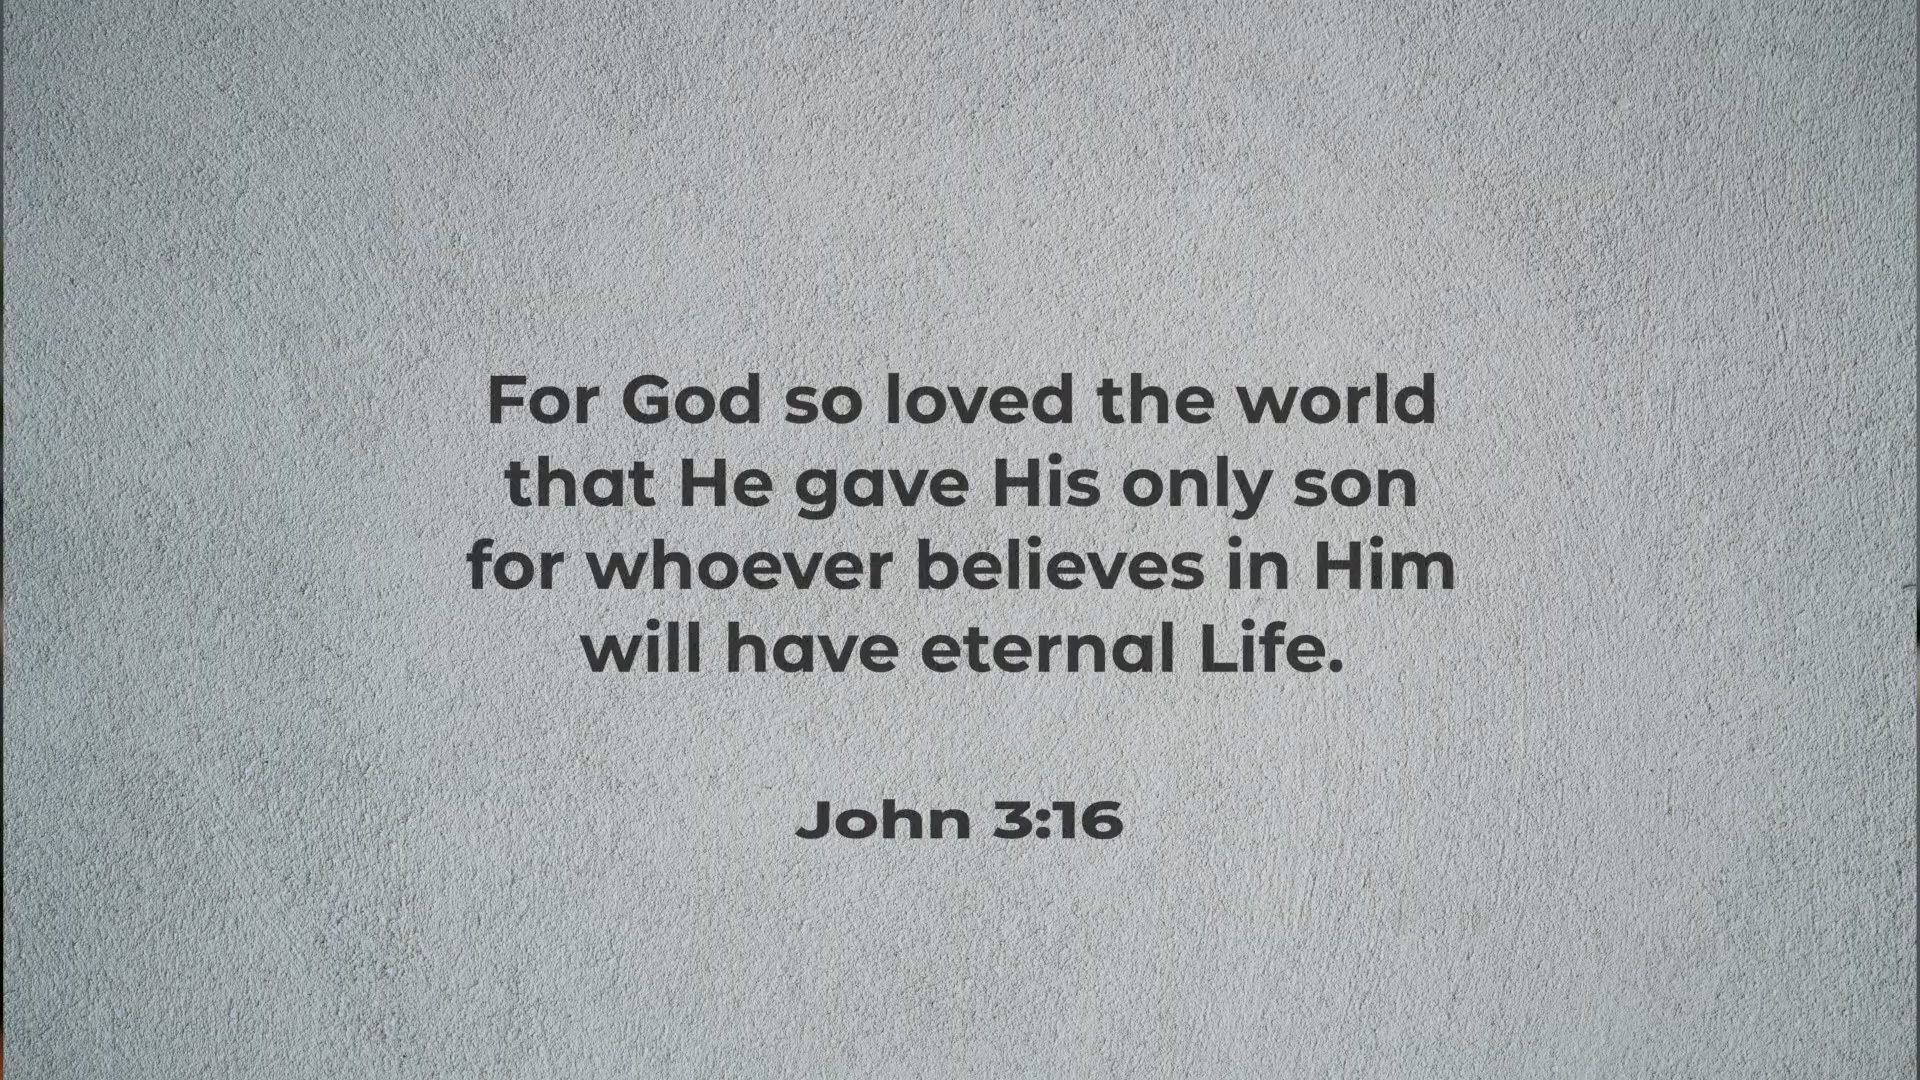 For God so loved the world
that He gave His only son
for whoever believes in Him
will have eternal Life.
John 3:16